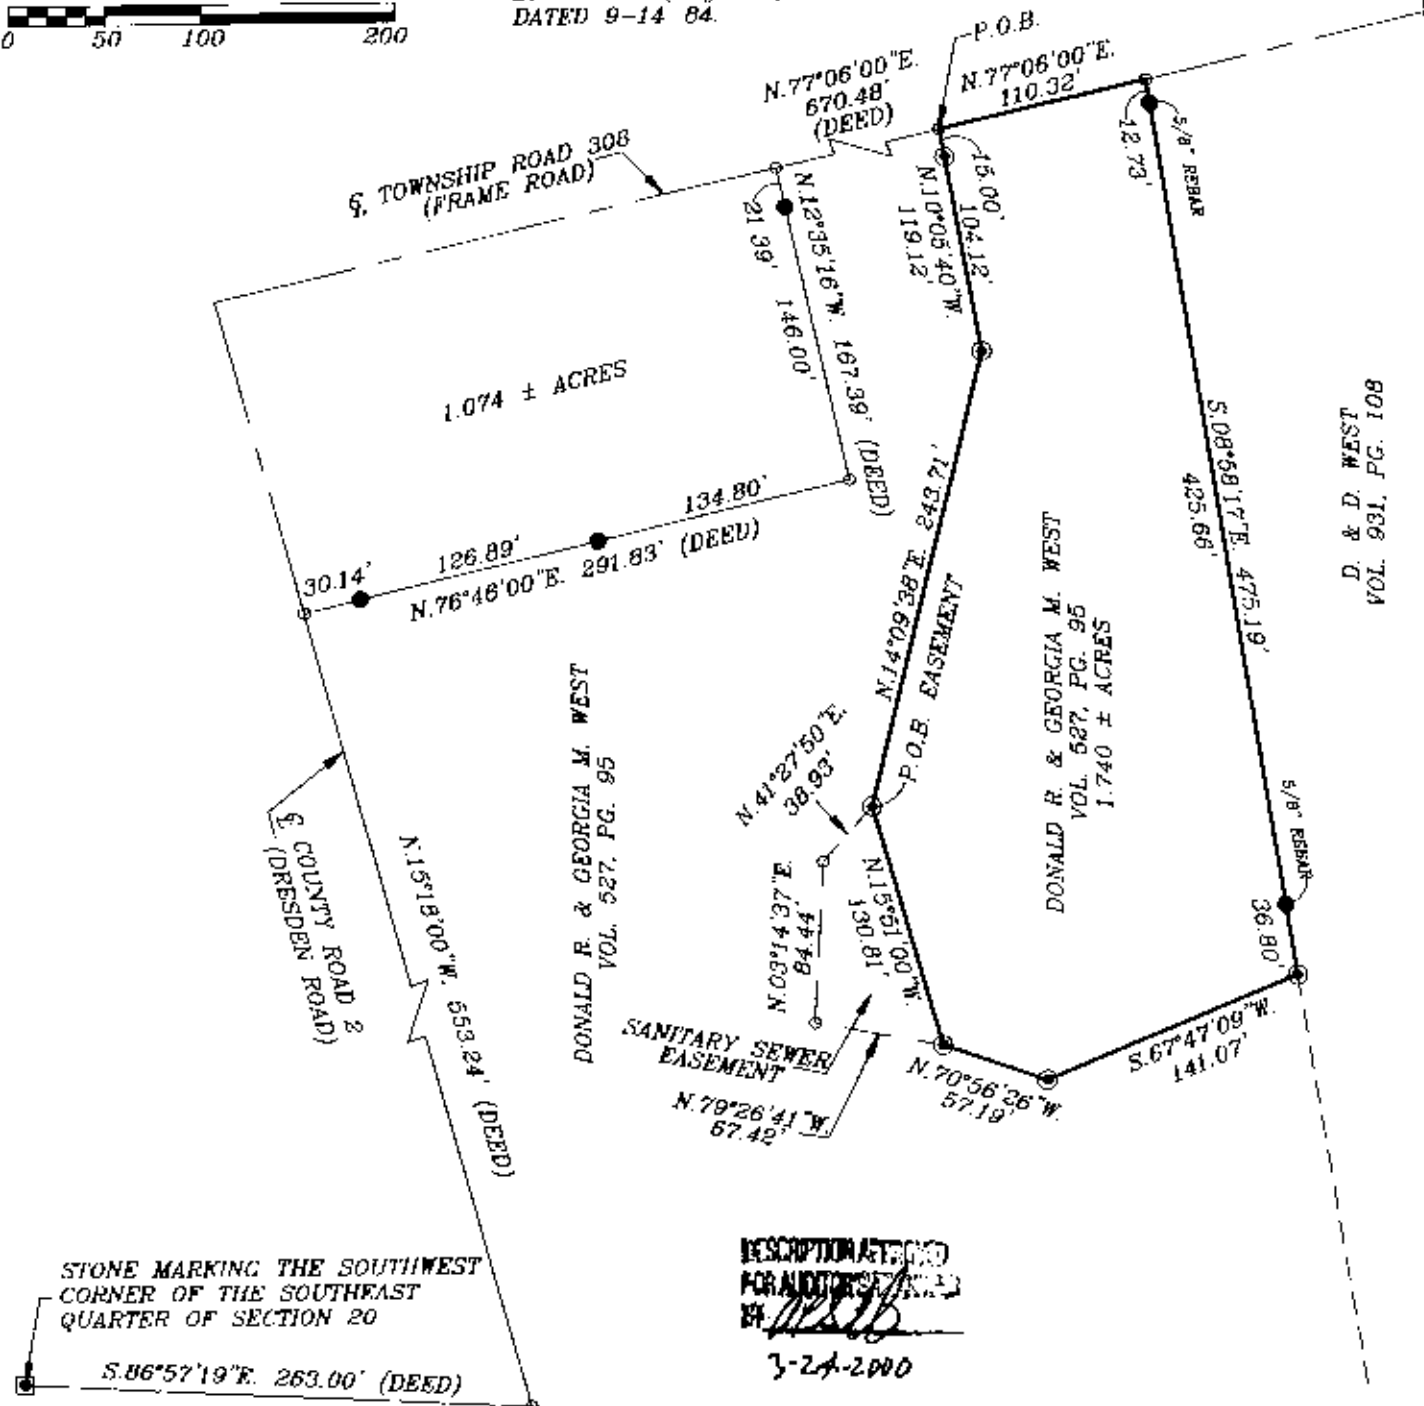 0 50 100 200
DATED 9-14 84.
P.O.B.
N.77°06'00"E.
670.48'
(DEED)
N.77°06'00"E.
110.32'
℄ TOWNSHIP ROAD 308
(FRAME ROAD)
12.73'
5/8" REBAR
15.00'
104.12'
N.10°05'40"W.
119.12'
21.39'
146.00'
N.12°35'16"W. 167.39' (DEED)
1.074 ± ACRES
134.80'
126.89'
30.14'
N.76°46'00"E. 291.83' (DEED)
S.08°58'17"E. 475.19'
425.66'
D. & D. WEST
VOL. 931, PG. 108
N.14°09'38"E. 243.71'
P.O.B. EASEMENT
DONALD R. & GEORGIA M. WEST
VOL. 527, PG. 95
1.740 ± ACRES
DONALD R. & GEORGIA M. WEST
VOL. 527, PG. 95
N.41°27'50"E.
38.93'
℄ COUNTY ROAD 2
(DRESDEN ROAD)
N.15°18'00"W. 553.24' (DEED)
N.03°14'37"E.
84.44'
N.15°51'00"W.
130.81'
5/8" REBAR
36.80'
SANITARY SEWER
EASEMENT
N.79°26'41"W.
67.42'
N.70°56'26"W.
57.19'
S.67°47'09"W.
141.07'
STONE MARKING THE SOUTHWEST
CORNER OF THE SOUTHEAST
QUARTER OF SECTION 20
S.86°57'19"E. 263.00' (DEED)
DESCRIPTION APPROVED
FOR AUDITOR'S
BY
3-24-2000